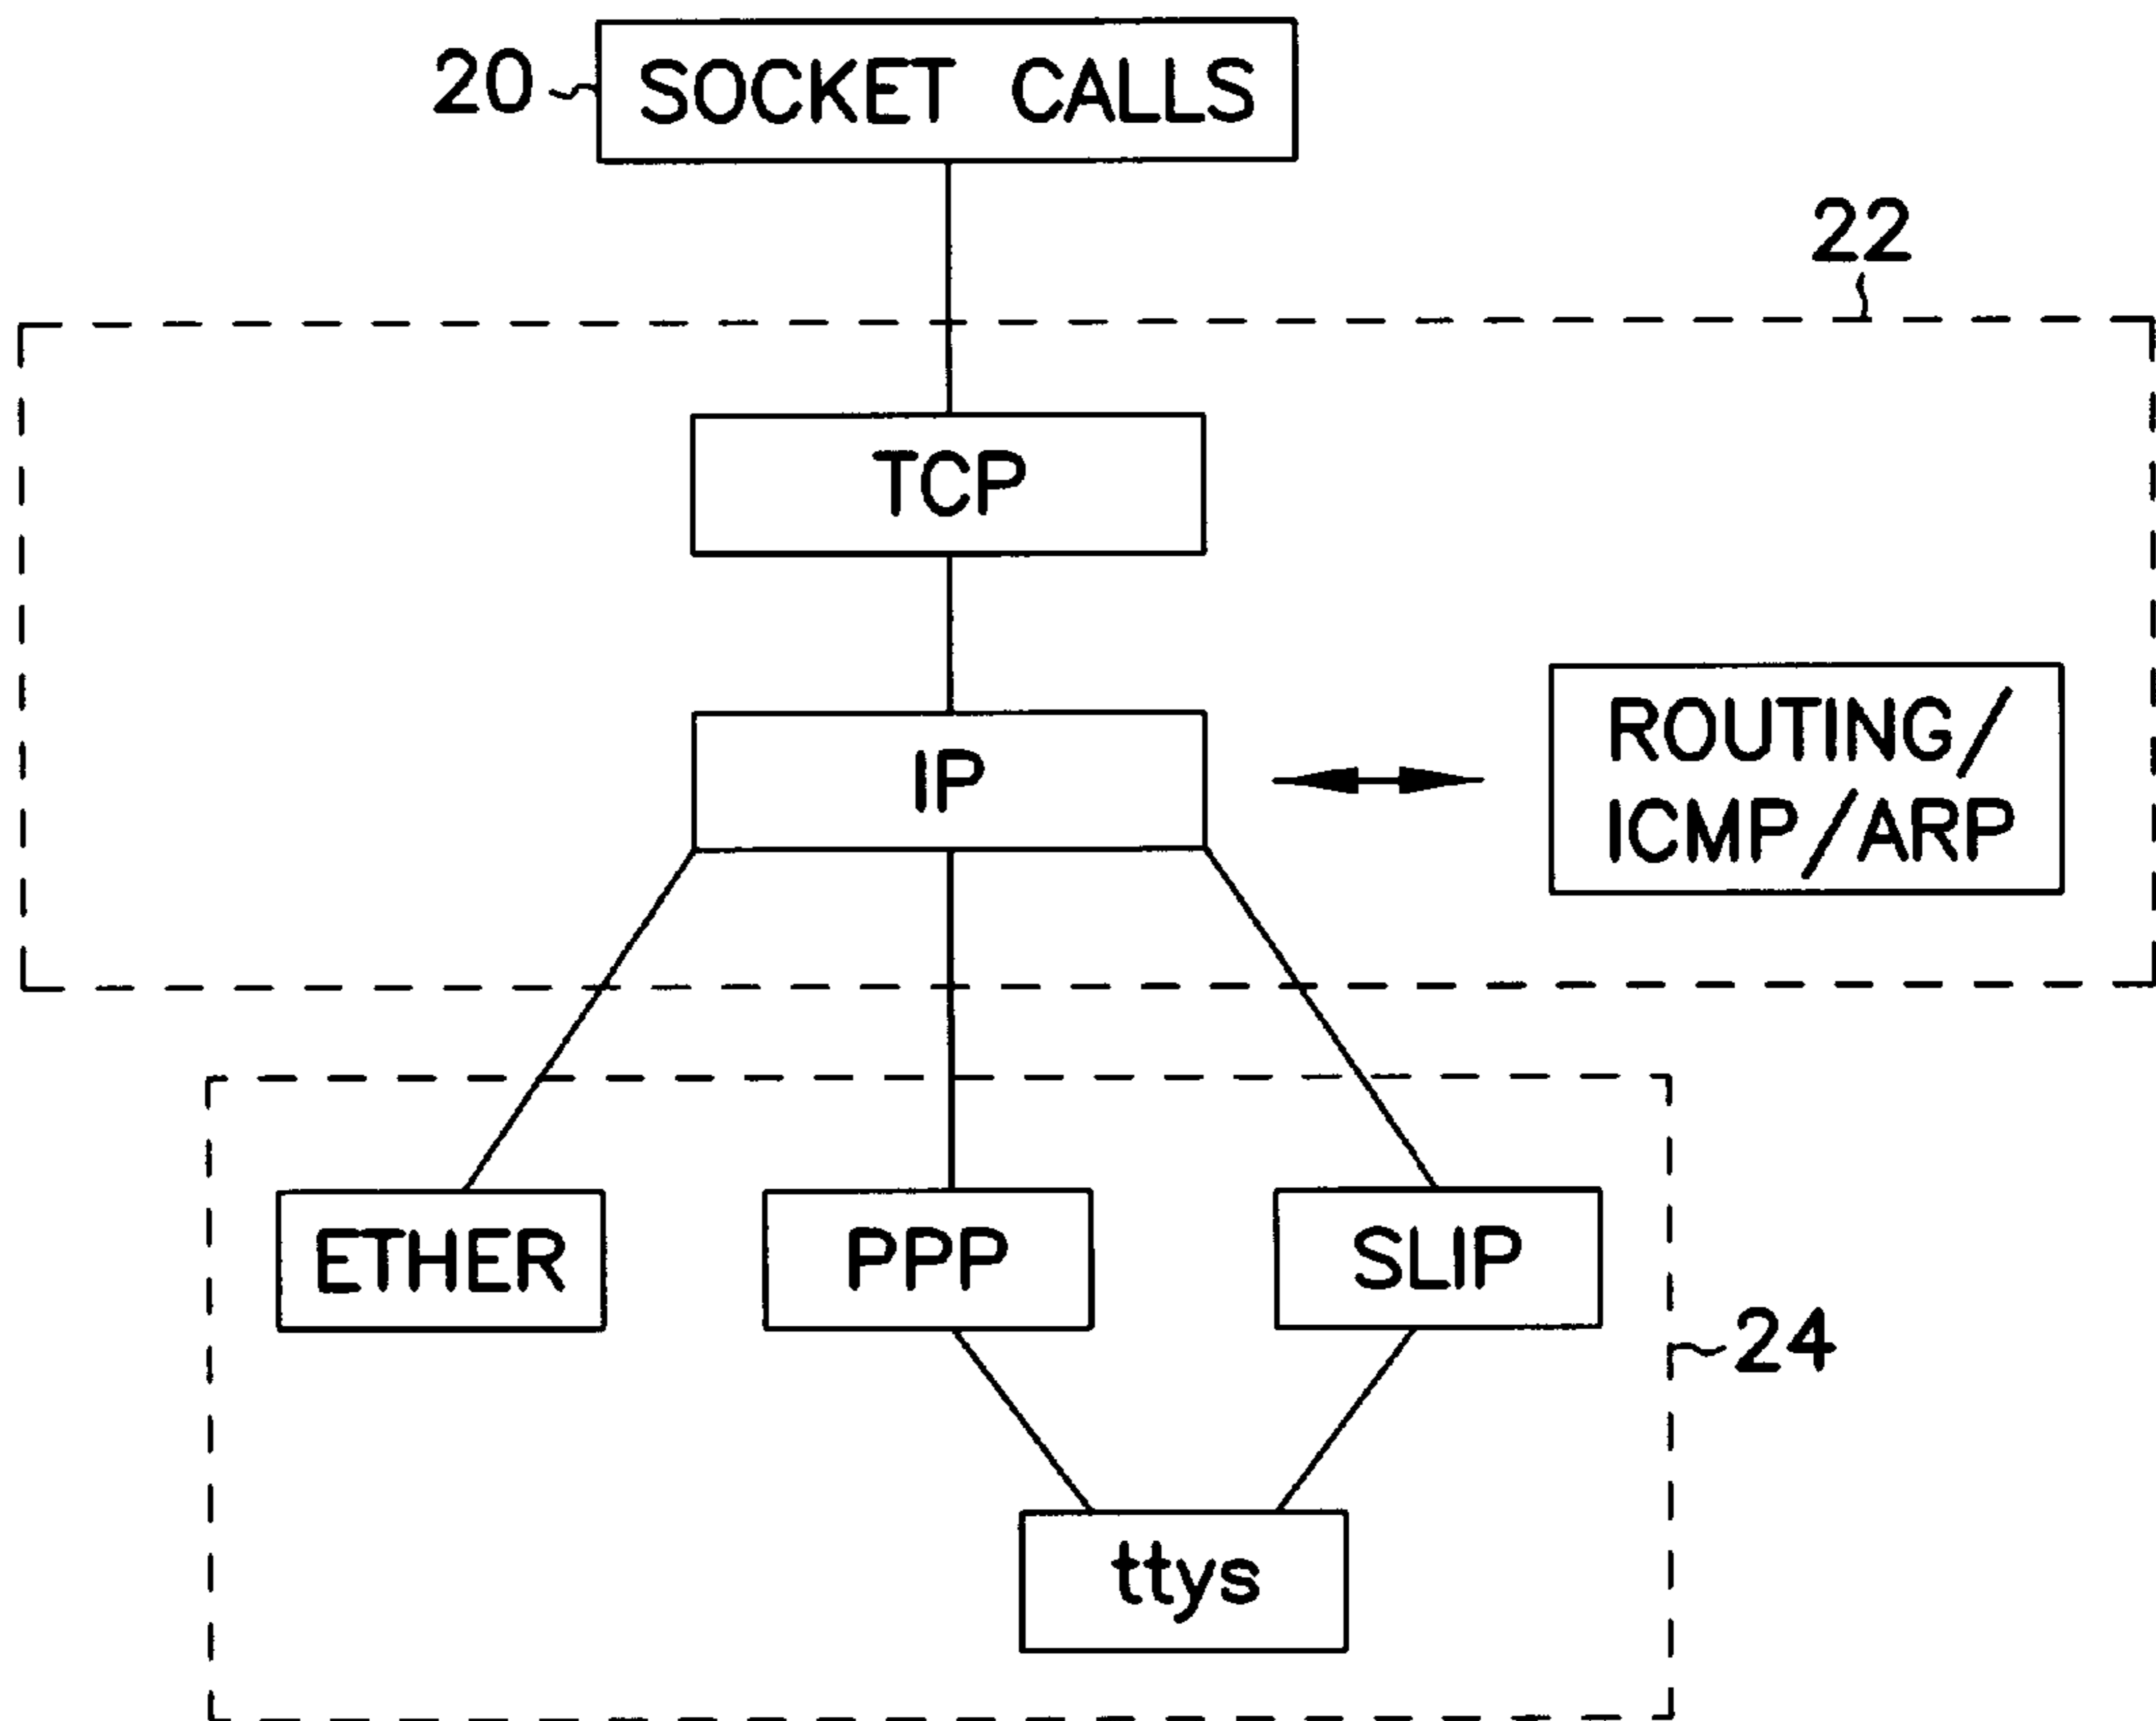 20
SOCKET CALLS
22
TCP
IP
ROUTING/
ICMP/ARP
ETHER
PPP
SLIP
24
ttys